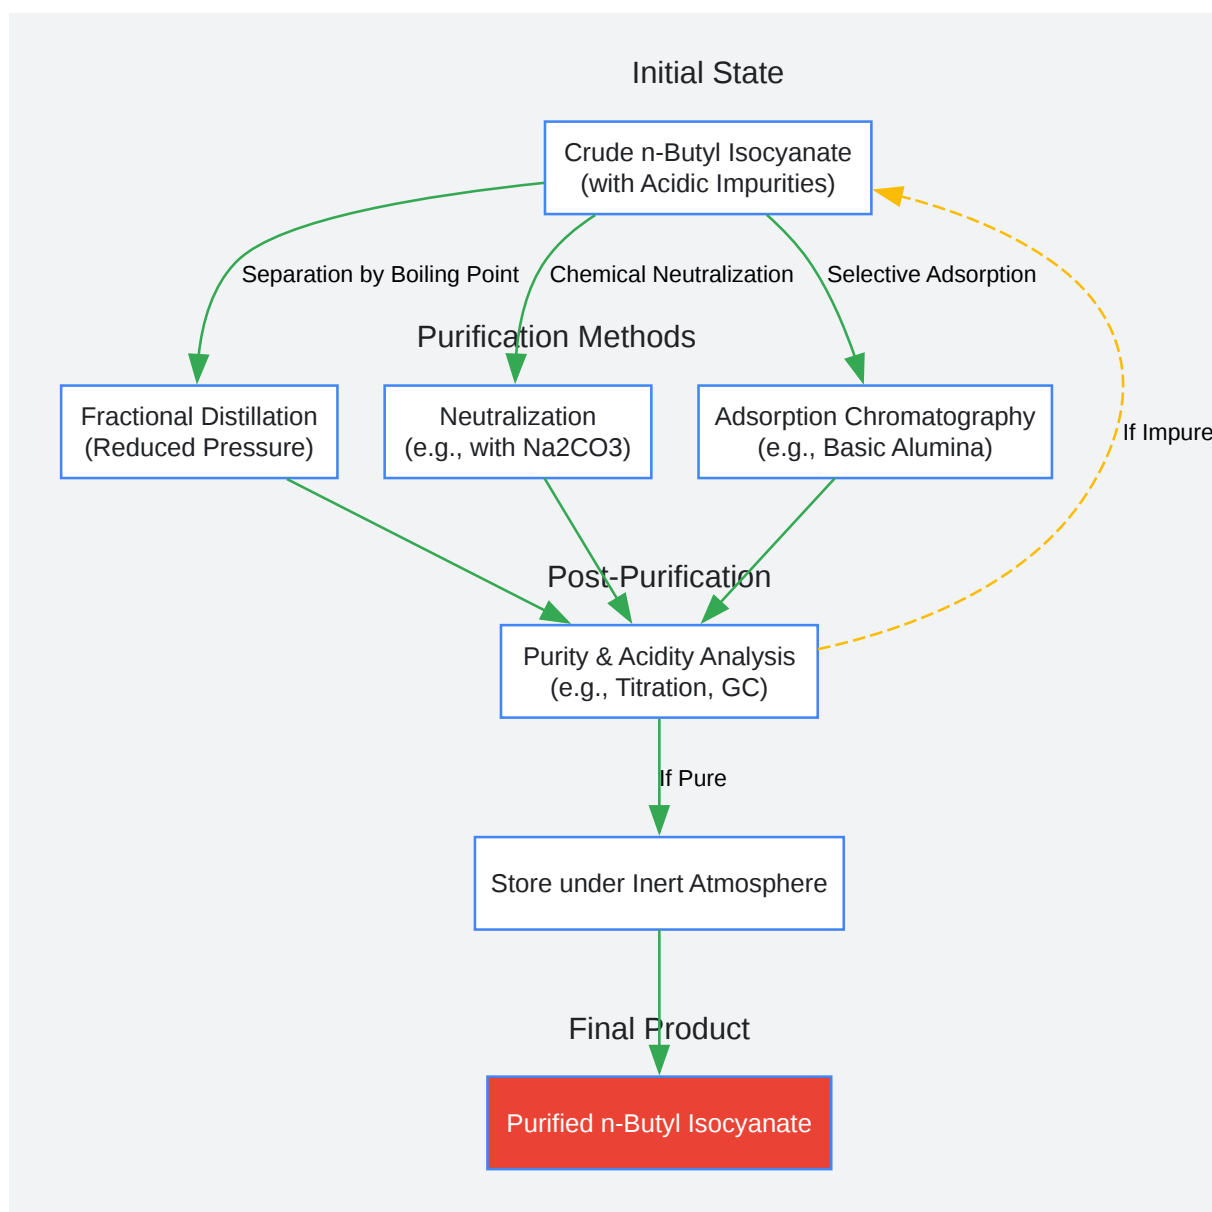 Initial State
Crude n-Butyl Isocyanate
(with Acidic Impurities)
Separation by Boiling Point
Chemical Neutralization
Selective Adsorption
Purification Methods
Fractional Distillation
(Reduced Pressure)
Neutralization
(e.g., with Na2CO3)
Adsorption Chromatography
(e.g., Basic Alumina)
If Impure
Post-Purification
Purity & Acidity Analysis
(e.g., Titration, GC)
If Pure
Store under Inert Atmosphere
Final Product
Purified n-Butyl Isocyanate